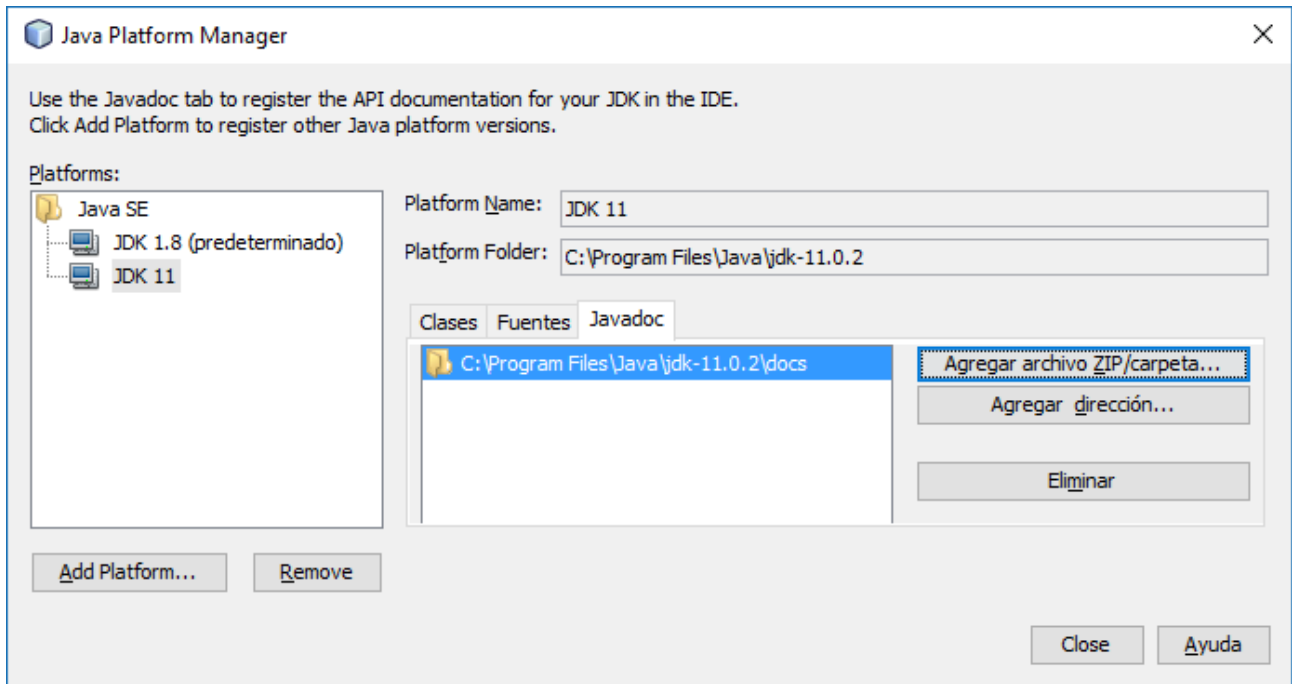 Java Platform Manager
Use the Javadoc tab to register the API documentation for your JDK in the IDE.
Click Add Platform to register other Java platform versions.
Platforms:
Java SE
JDK 1.8 (predeterminado)
JDK 11
Add Platform...
Remove
Platform Name:
JDK 11
Platform Folder:
C:\Program Files\Java\jdk-11.0.2
Clases
Fuentes
Javadoc
C:\Program Files\Java\jdk-11.0.2\docs
Agregar archivo ZIP/carpeta...
Agregar dirección...
Eliminar
Close
Ayuda